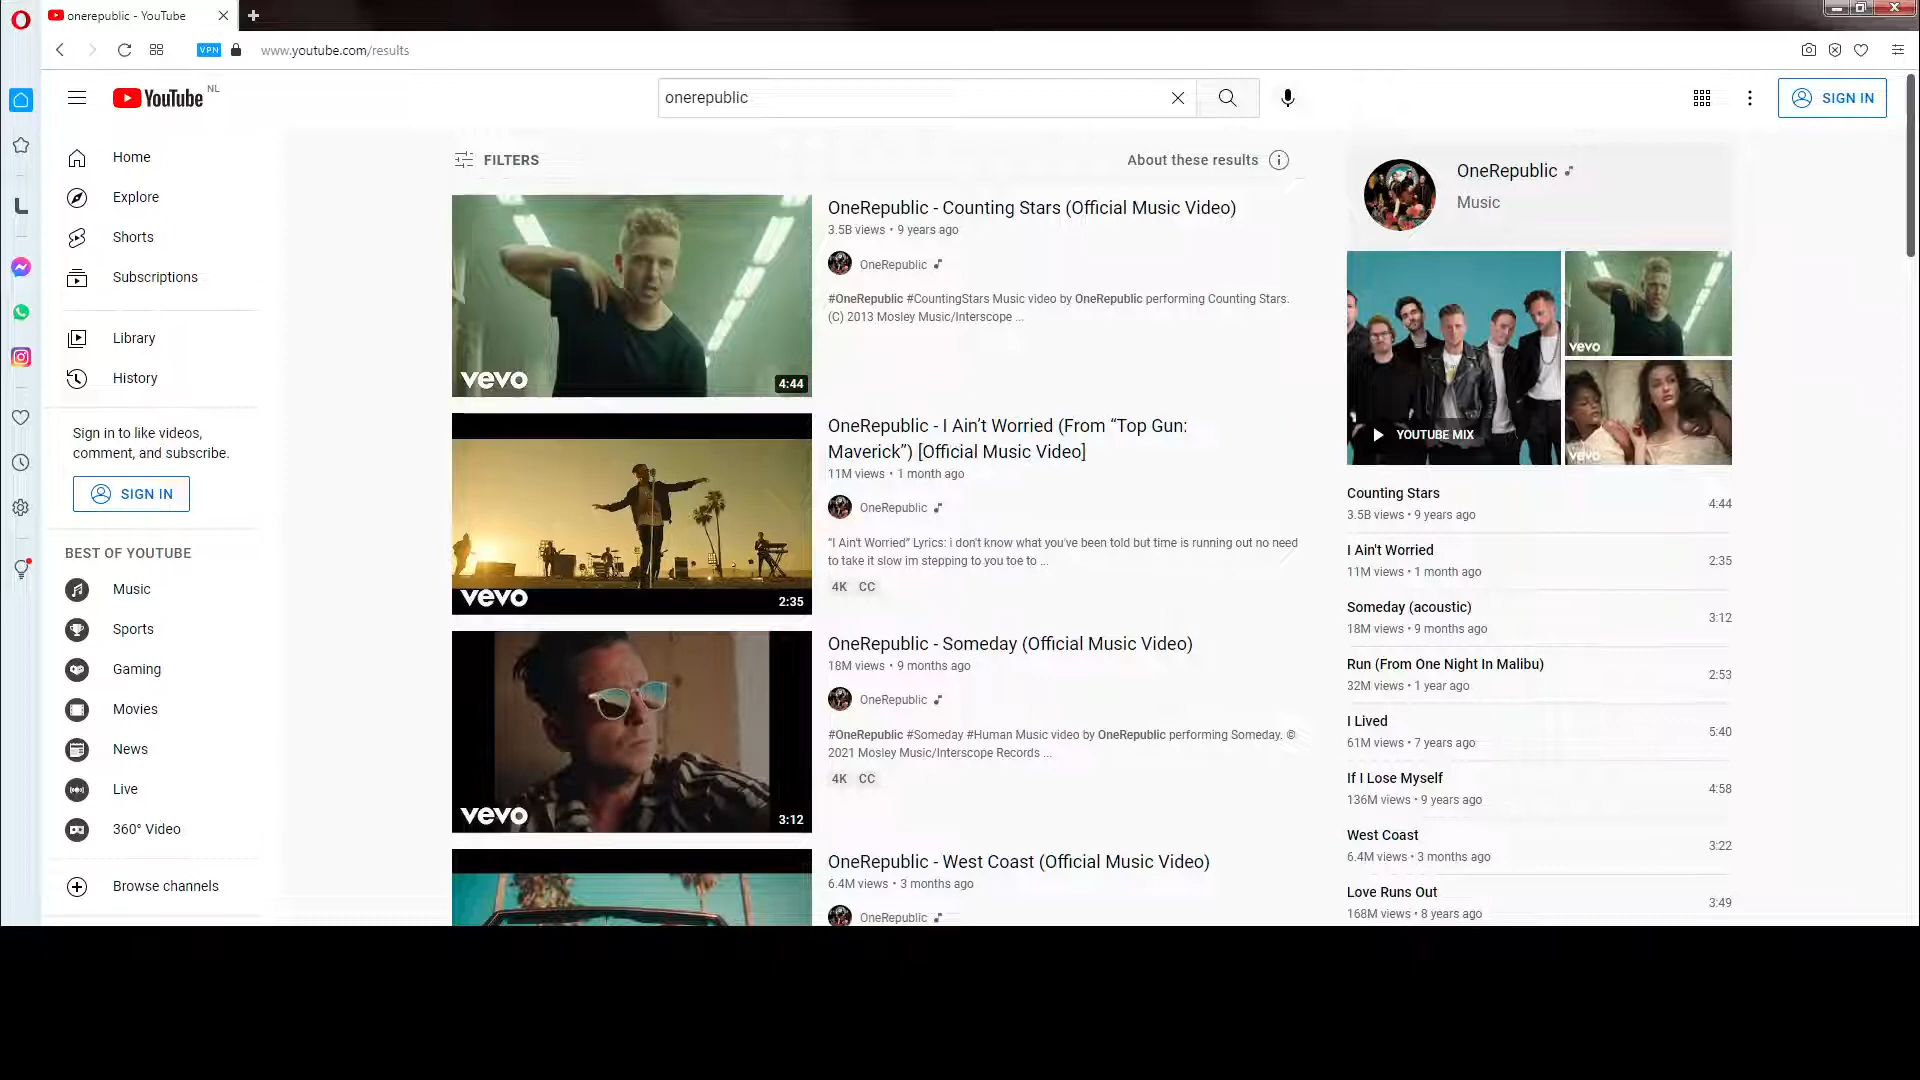 onerepublic - YouTube
VPN
www.youtube.com/results
YouTube NL
onerepublic
SIGN IN
Home
Explore
Shorts
Subscriptions
Library
History
Sign in to like videos,
comment, and subscribe.
SIGN IN
BEST OF YOUTUBE
Music
Sports
Gaming
Movies
News
Live
360° Video
Browse channels
FILTERS
About these results
vevo
4:44
OneRepublic - Counting Stars (Official Music Video)
3.5B views • 9 years ago
OneRepublic
#OneRepublic #CountingStars Music video by OneRepublic performing Counting Stars.
(C) 2013 Mosley Music/Interscope ...
vevo
2:35
OneRepublic - I Ain’t Worried (From “Top Gun:
Maverick”) [Official Music Video]
11M views • 1 month ago
OneRepublic
“I Ain't Worried” Lyrics: i don't know what you've been told but time is running out no need
to take it slow im stepping to you toe to ...
4K CC
vevo
3:12
OneRepublic - Someday (Official Music Video)
18M views • 9 months ago
OneRepublic
#OneRepublic #Someday #Human Music video by OneRepublic performing Someday. ©
2021 Mosley Music/Interscope Records ...
4K CC
OneRepublic - West Coast (Official Music Video)
6.4M views • 3 months ago
OneRepublic
OneRepublic
Music
YOUTUBE MIX
vevo
vevo
Counting Stars
3.5B views • 9 years ago
4:44
I Ain't Worried
11M views • 1 month ago
2:35
Someday (acoustic)
18M views • 9 months ago
3:12
Run (From One Night In Malibu)
32M views • 1 year ago
2:53
I Lived
61M views • 7 years ago
5:40
If I Lose Myself
136M views • 9 years ago
4:58
West Coast
6.4M views • 3 months ago
3:22
Love Runs Out
168M views • 8 years ago
3:49